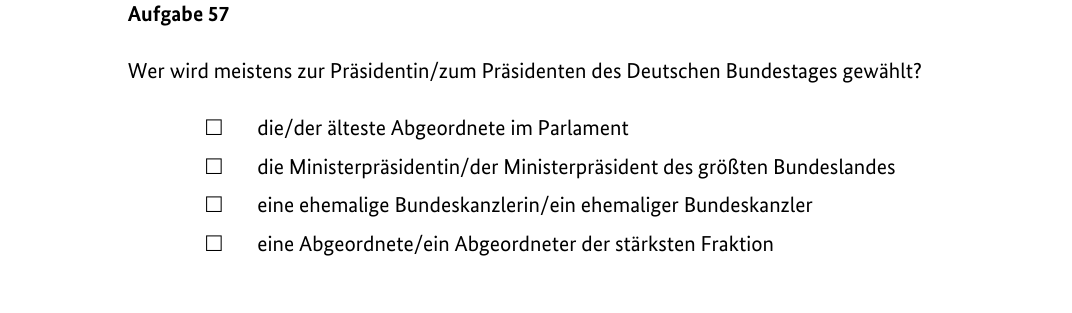 Aufgabe 57
Wer wird meistens zur Präsidentin/zum Präsidenten des Deutschen Bundestages gewählt?
☐ die/der älteste Abgeordnete im Parlament
☐ die Ministerpräsidentin/der Ministerpräsident des größten Bundeslandes
☐ eine ehemalige Bundeskanzlerin/ein ehemaliger Bundeskanzler
☐ eine Abgeordnete/ein Abgeordneter der stärksten Fraktion